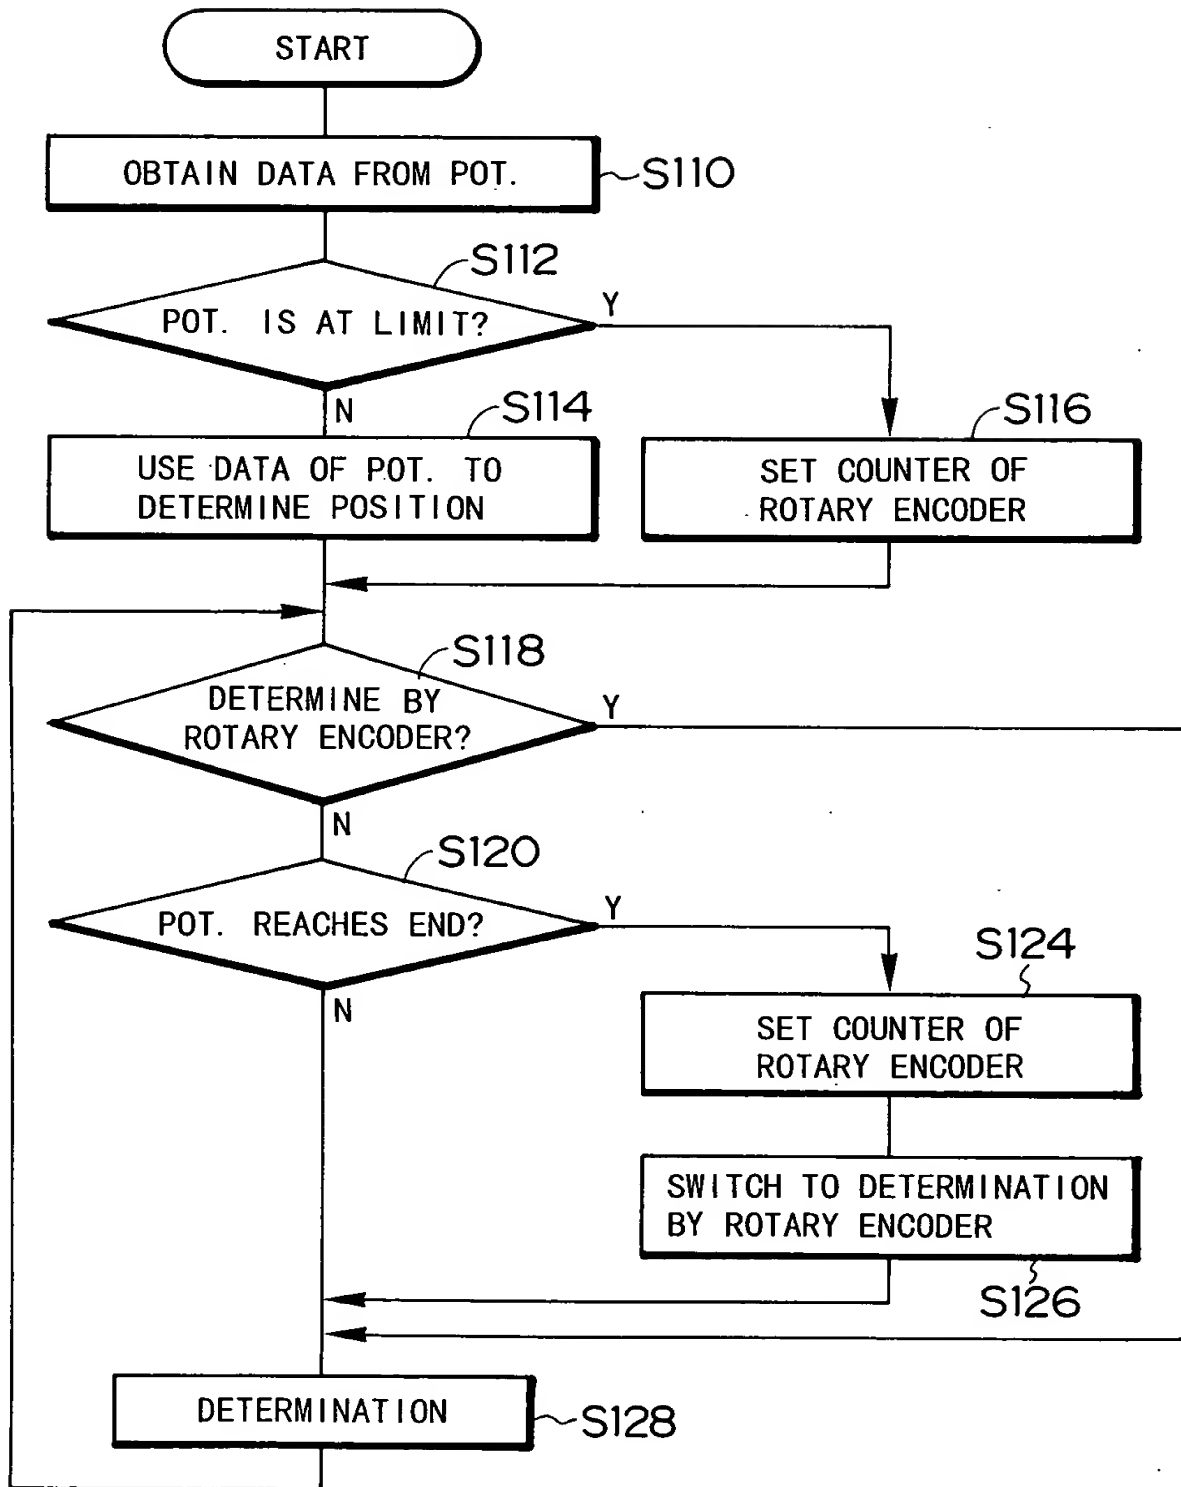 START
OBTAIN DATA FROM POT.
S110
S112
POT. IS AT LIMIT?
Y
N
S114
S116
USE DATA OF POT. TO
DETERMINE POSITION
SET COUNTER OF
ROTARY ENCODER
S118
DETERMINE BY
ROTARY ENCODER?
Y
N
S120
POT. REACHES END?
Y
N
S124
SET COUNTER OF
ROTARY ENCODER
SWITCH TO DETERMINATION
BY ROTARY ENCODER
S126
DETERMINATION
S128